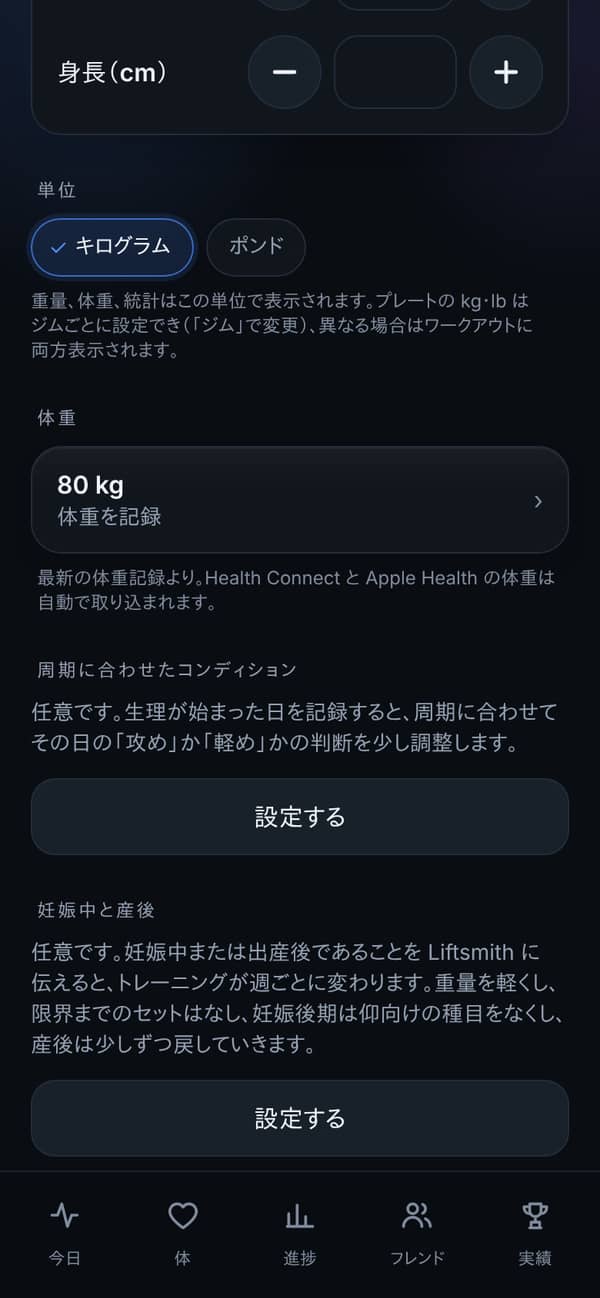 身長（cm）
単位
キログラム
ポンド
重量、体重、統計はこの単位で表示されます。プレートの kg·lb は
ジムごとに設定でき（「ジム」で変更）、異なる場合はワークアウトに
両方表示されます。
体重
80 kg
体重を記録
最新の体重記録より。Health Connect と Apple Health の体重は
自動で取り込まれます。
周期に合わせたコンディション
任意です。生理が始まった日を記録すると、周期に合わせて
その日の「攻め」か「軽め」かの判断を少し調整します。
設定する
妊娠中と産後
任意です。妊娠中または出産後であることを Liftsmith に
伝えると、トレーニングが週ごとに変わります。重量を軽くし、
限界までのセットはなし、妊娠後期は仰向けの種目をなくし、
産後は少しずつ戻していきます。
設定する
今日
体
進捗
フレンド
実績